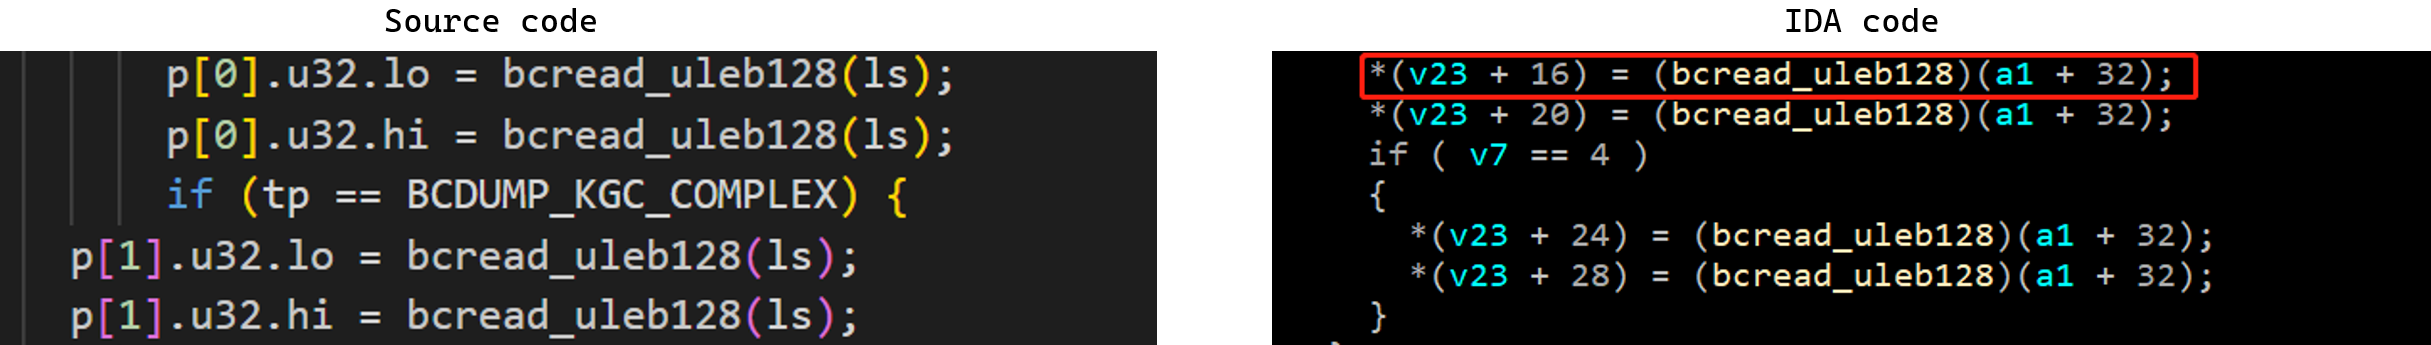 Source code
p[0].u32.lo = bcread_uleb128(ls);
p[0].u32.hi = bcread_uleb128(ls);
if (tp == BCDUMP_KGC_COMPLEX) {
p[1].u32.lo = bcread_uleb128(ls);
p[1].u32.hi = bcread_uleb128(ls);
IDA code
*(v23 + 16) = (bcread_uleb128)(a1 + 32);
*(v23 + 20) = (bcread_uleb128)(a1 + 32);
if ( v7 == 4 )
{
*(v23 + 24) = (bcread_uleb128)(a1 + 32);
*(v23 + 28) = (bcread_uleb128)(a1 + 32);
}